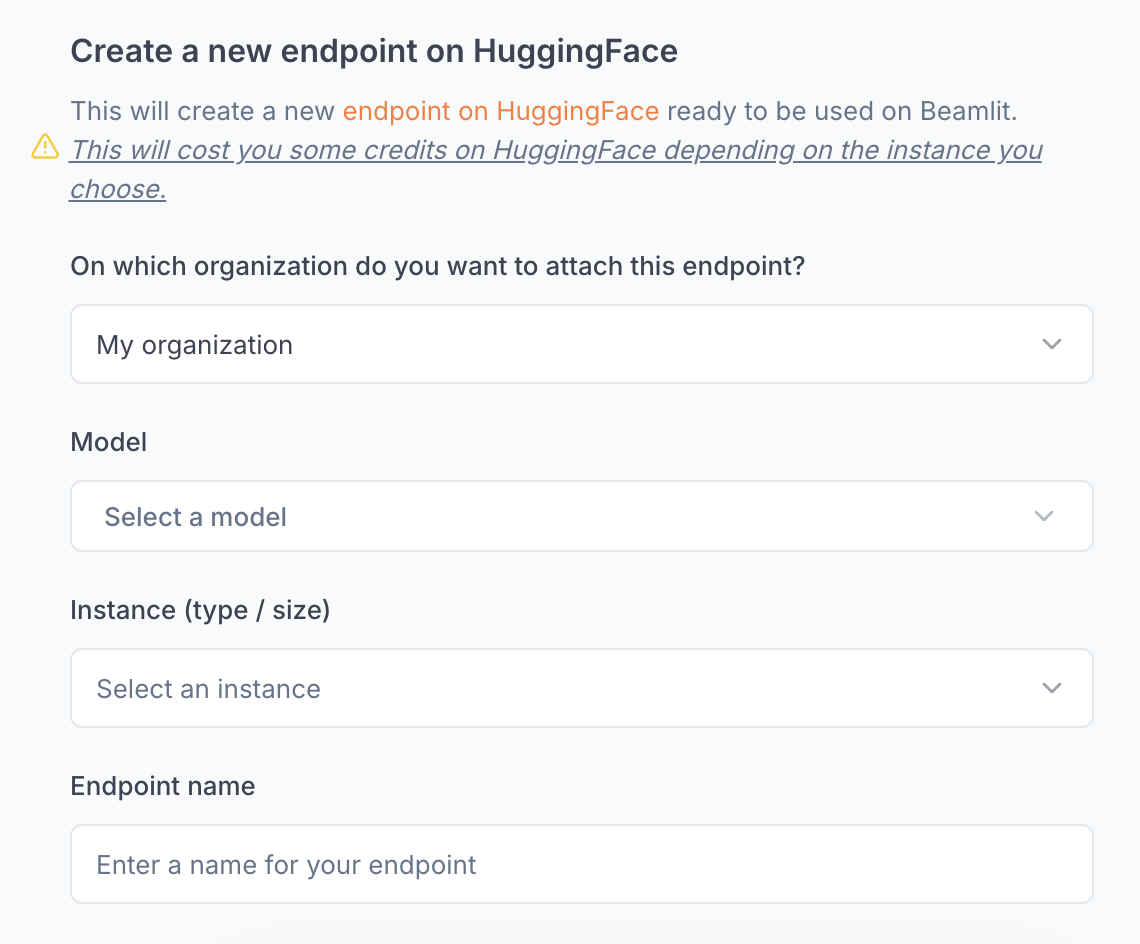 Create a new endpoint on HuggingFace
This will create a new endpoint on HuggingFace ready to be used on Beamlit.
This will cost you some credits on HuggingFace depending on the instance you
choose.
On which organization do you want to attach this endpoint?
My organization
Model
Select a model
Instance (type / size)
Select an instance
Endpoint name
Enter a name for your endpoint